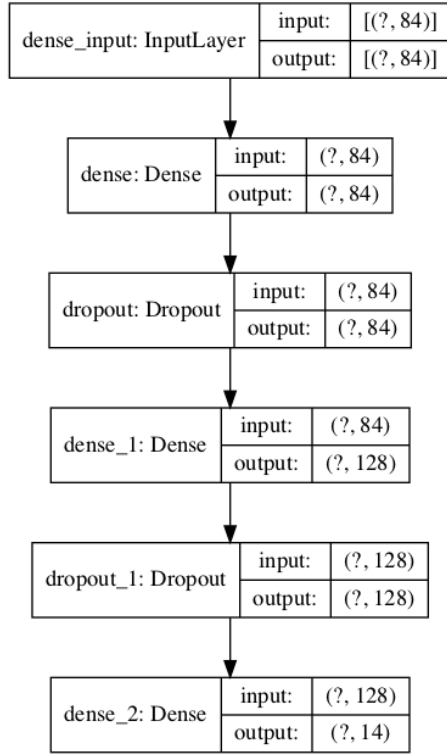 dense_input: InputLayer
input: [(?, 84)]
output: [(?, 84)]
dense: Dense
input: (?, 84)
output: (?, 84)
dropout: Dropout
input: (?, 84)
output: (?, 84)
dense_1: Dense
input: (?, 84)
output: (?, 128)
dropout_1: Dropout
input: (?, 128)
output: (?, 128)
dense_2: Dense
input: (?, 128)
output: (?, 14)